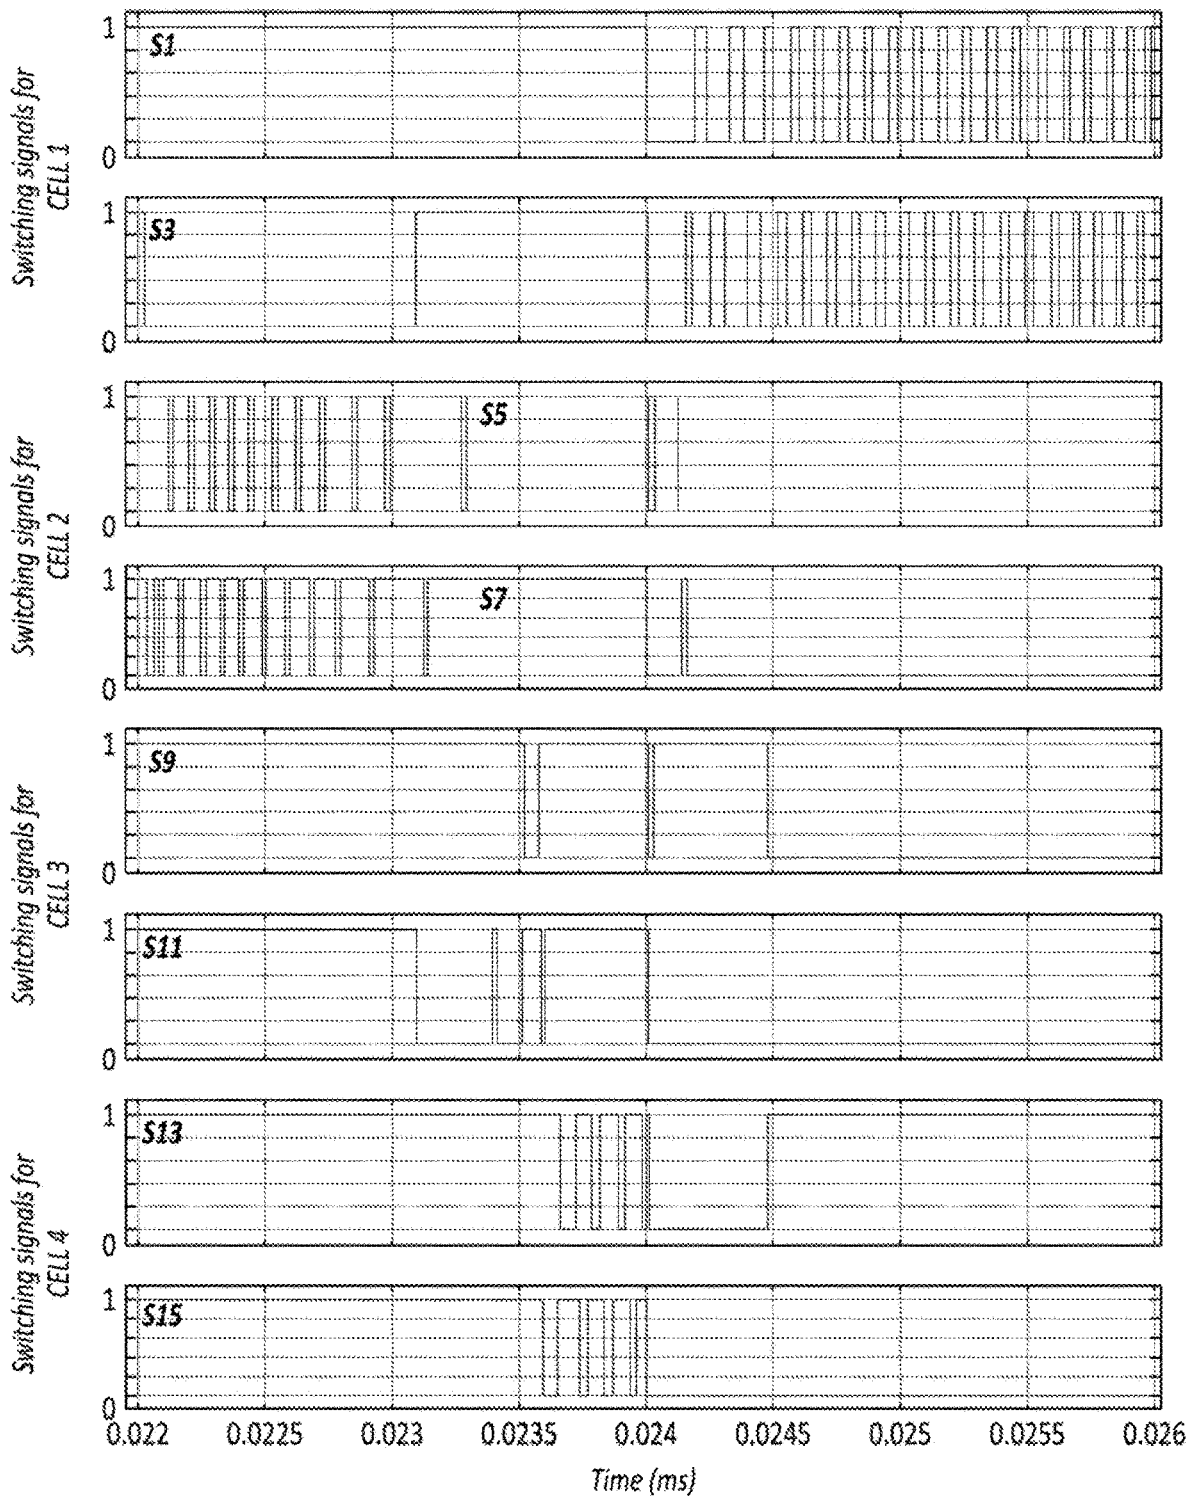 Switching signals for
CELL 1
1
S1
0
1
S3
0
Switching signals for
CELL 2
1
S5
0
1
S7
0
Switching signals for
CELL 3
1
S9
0
1
S11
0
Switching signals for
CELL 4
1
S13
0
1
S15
0
0.022 0.0225 0.023 0.0235 0.024 0.0245 0.025 0.0255 0.026
Time (ms)